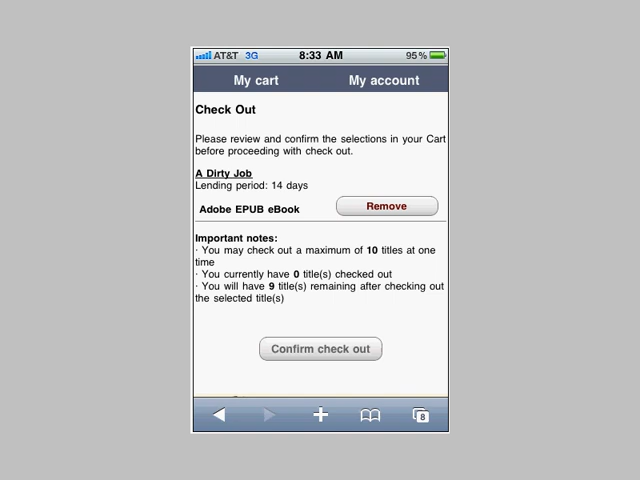 AT&T 3G 8:33 AM 95%
My cart My account
Check Out
Please review and confirm the selections in your Cart
before proceeding with check out.
A Dirty Job
Lending period: 14 days
Adobe EPUB eBook Remove
Important notes:
· You may check out a maximum of 10 titles at one
time
· You currently have 0 title(s) checked out
· You will have 9 title(s) remaining after checking out
the selected title(s)
Confirm check out
8